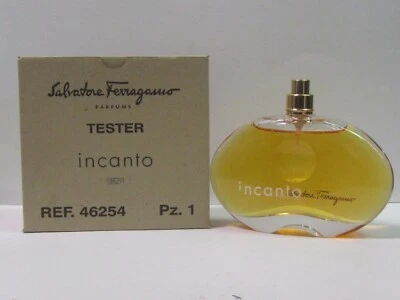 Salvatore Ferragamo
PARFUMS
TESTER
incanto
REF. 46254 Pz. 1
incanto
Salvatore Ferragamo